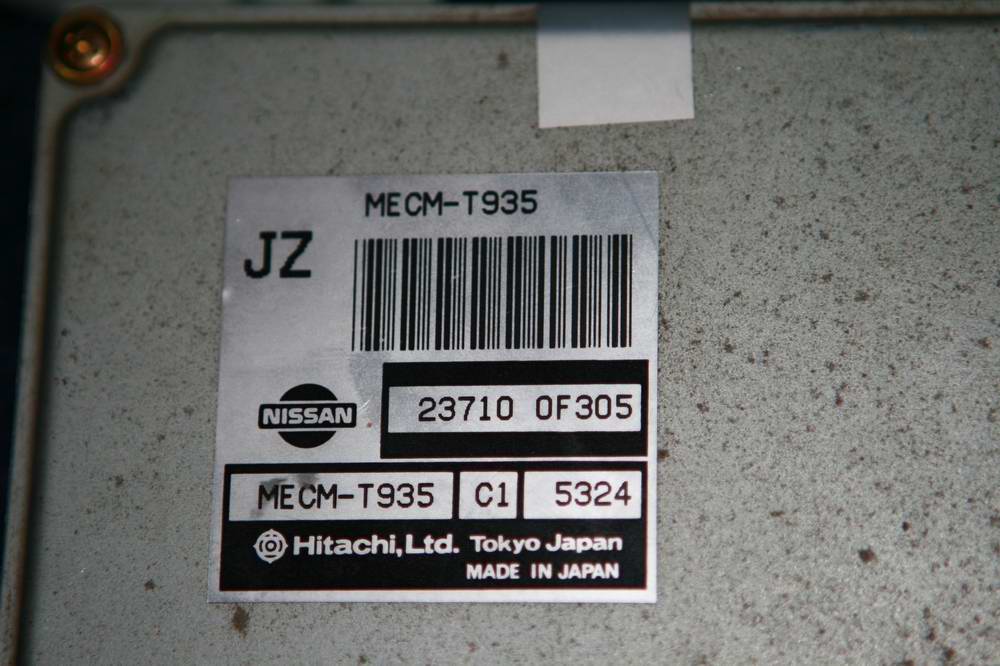 MECM-T935
JZ
NISSAN
23710 0F305
MECM-T935 C1 5324
Hitachi, Ltd. Tokyo Japan
MADE IN JAPAN